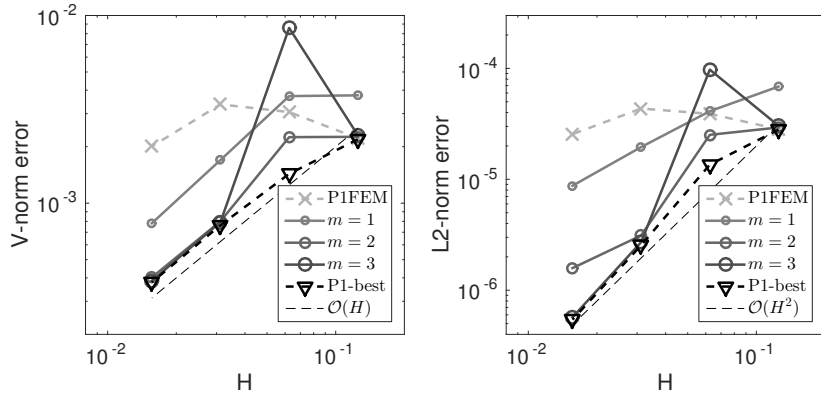 10^{-2}
10^{-3}
V-norm error
P1FEM
m = 1
m = 2
m = 3
P1-best
O(H)
10^{-2}
10^{-1}
H
10^{-4}
10^{-5}
10^{-6}
L2-norm error
P1FEM
m = 1
m = 2
m = 3
P1-best
O(H^2)
10^{-2}
10^{-1}
H